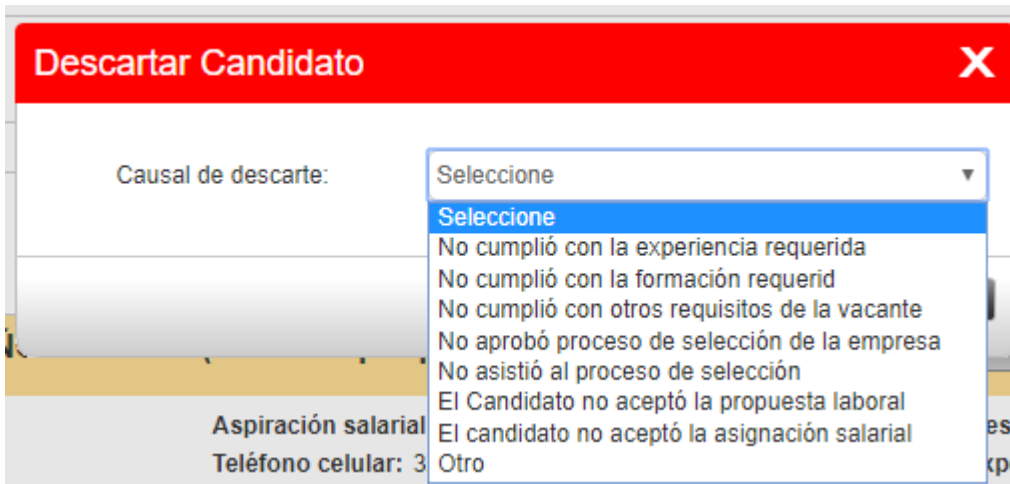 Descartar Candidato X
Causal de descarte: Seleccione
Seleccione
No cumplió con la experiencia requerida
No cumplió con la formación requerid
No cumplió con otros requisitos de la vacante
No aprobó proceso de selección de la empresa
No asistió al proceso de selección
El Candidato no aceptó la propuesta laboral
El candidato no aceptó la asignación salarial
Otro
Aspiración salarial
Teléfono celular: 3